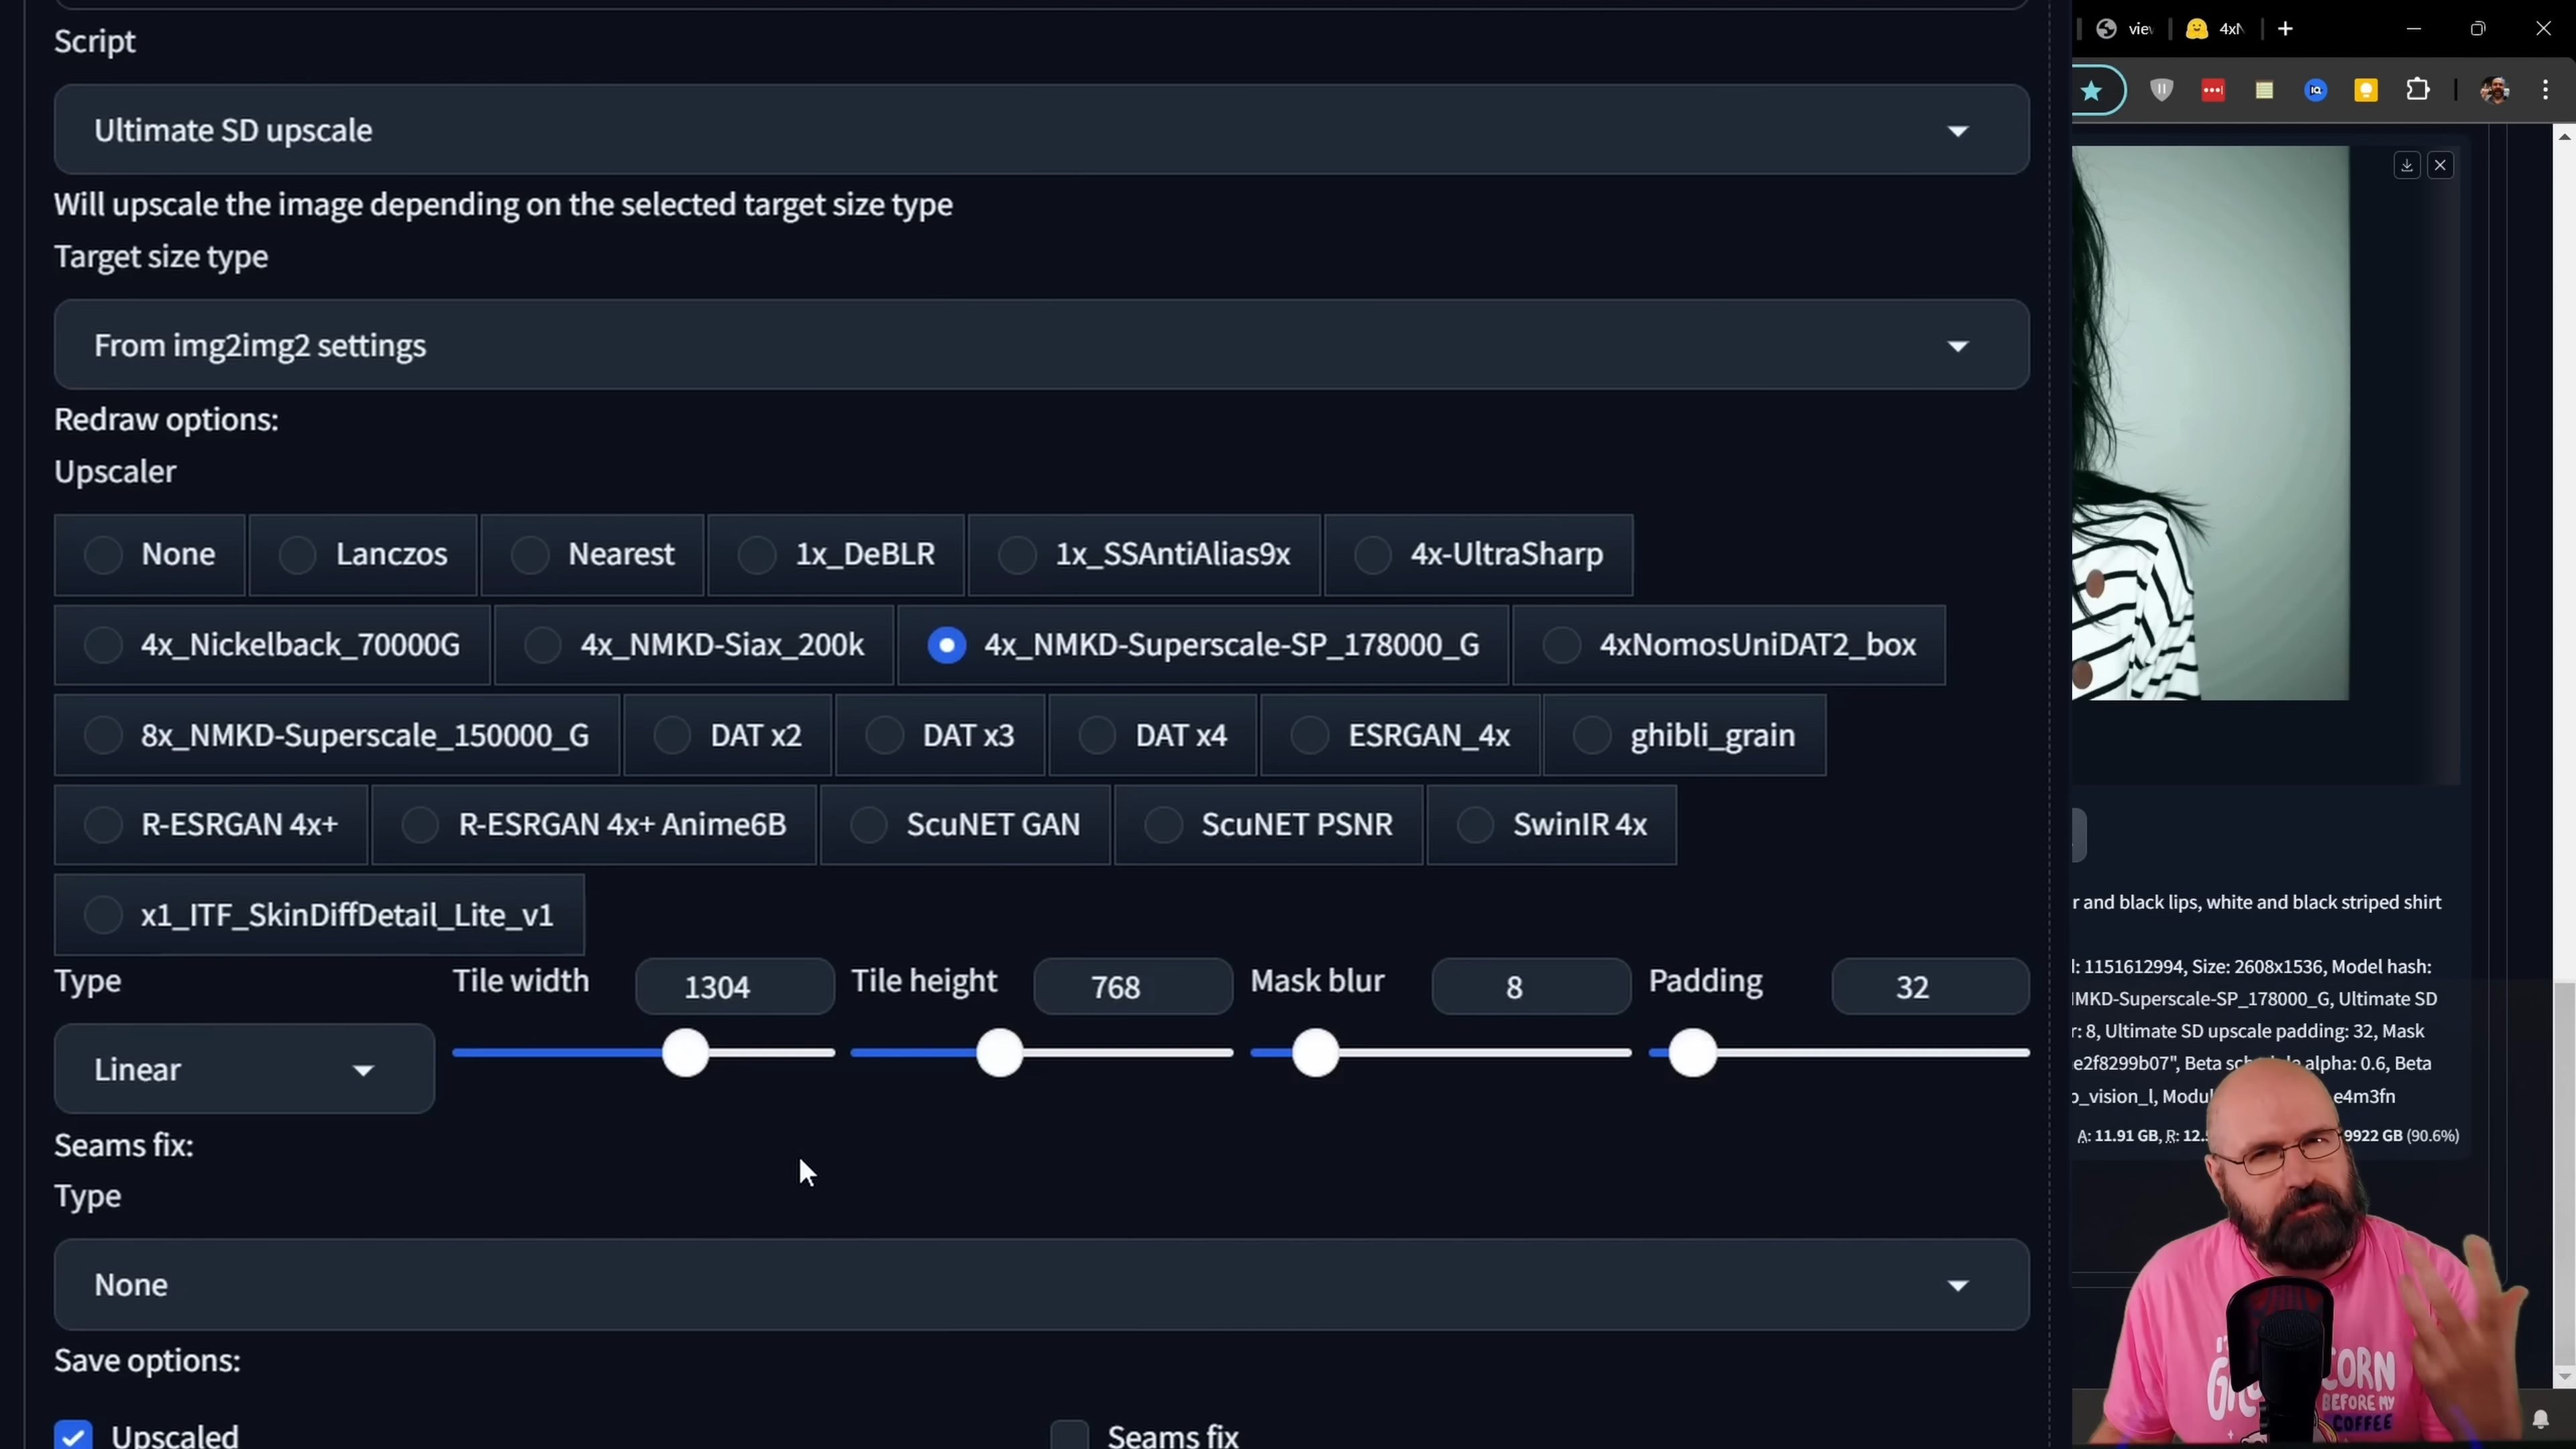 Script
Ultimate SD upscale
Will upscale the image depending on the selected target size type
Target size type
From img2img2 settings
Redraw options:
Upscaler
None Lanczos Nearest 1x_DeBLR 1x_SSAntiAlias9x 4x-UltraSharp
4x_Nickelback_70000G 4x_NMKD-Siax_200k 4x_NMKD-Superscale-SP_178000_G 4xNomosUniDAT2_box
8x_NMKD-Superscale_150000_G DAT x2 DAT x3 DAT x4 ESRGAN_4x ghibli_grain
R-ESRGAN 4x+ R-ESRGAN 4x+ Anime6B ScuNET GAN ScuNET PSNR SwinIR 4x
x1_ITF_SkinDiffDetail_Lite_v1
Type Tile width 1304 Tile height 768 Mask blur 8 Padding 32
Linear
Seams fix:
Type
None
Save options:
Upscaled Seams fix
r and black lips, white and black striped shirt
: 1151612994, Size: 2608x1536, Model hash:
MKD-Superscale-SP_178000_G, Ultimate SD
r: 8, Ultimate SD upscale padding: 32, Mask
e2f8299b07", Beta alpha: 0.6, Beta
_vision_l, e4m3fn
A: 11.91 GB, R: 12. 9922 GB (90.6%)
CORN
BEFORE MY
COFFEE